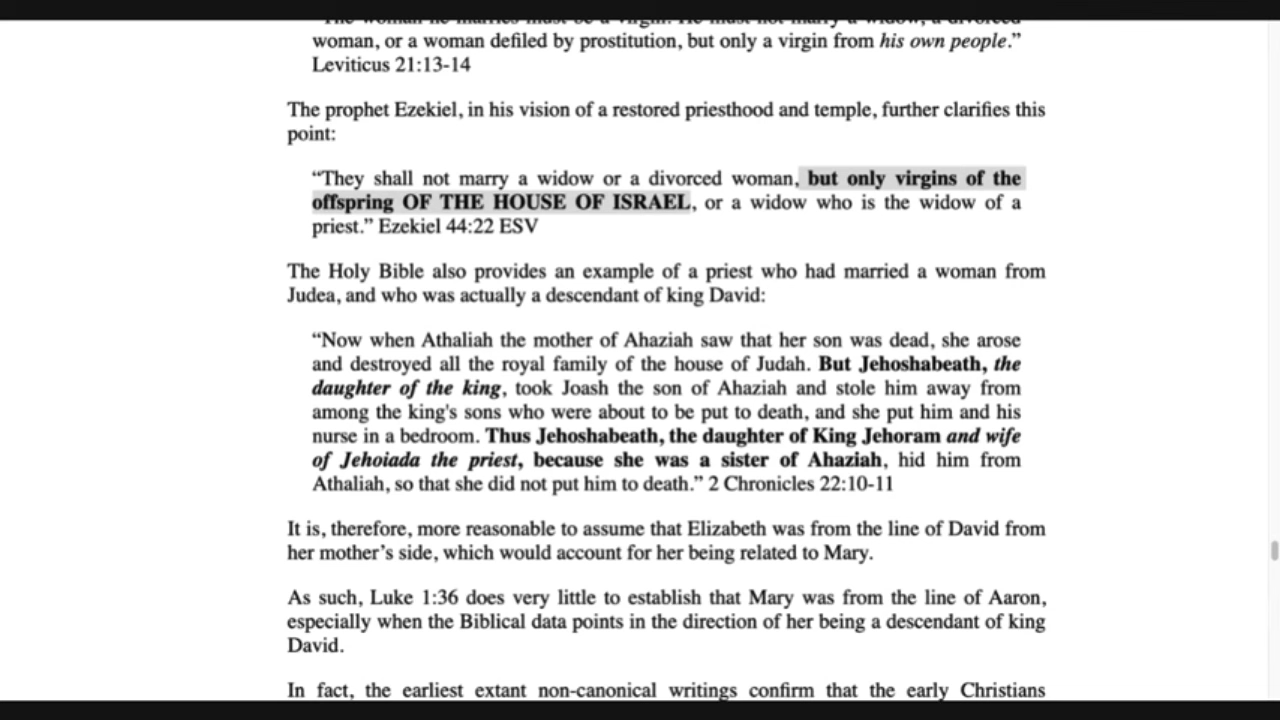 "The woman he marries must be a virgin. He must not marry a widow, a divorced
woman, or a woman defiled by prostitution, but only a virgin from his own people."
Leviticus 21:13-14
The prophet Ezekiel, in his vision of a restored priesthood and temple, further clarifies this
point:
"They shall not marry a widow or a divorced woman, but only virgins of the
offspring OF THE HOUSE OF ISRAEL, or a widow who is the widow of a
priest." Ezekiel 44:22 ESV
The Holy Bible also provides an example of a priest who had married a woman from
Judea, and who was actually a descendant of king David:
"Now when Athaliah the mother of Ahaziah saw that her son was dead, she arose
and destroyed all the royal family of the house of Judah. But Jehoshabeath, the
daughter of the king, took Joash the son of Ahaziah and stole him away from
among the king's sons who were about to be put to death, and she put him and his
nurse in a bedroom. Thus Jehoshabeath, the daughter of King Jehoram and wife
of Jehoiada the priest, because she was a sister of Ahaziah, hid him from
Athaliah, so that she did not put him to death." 2 Chronicles 22:10-11
It is, therefore, more reasonable to assume that Elizabeth was from the line of David from
her mother's side, which would account for her being related to Mary.
As such, Luke 1:36 does very little to establish that Mary was from the line of Aaron,
especially when the Biblical data points in the direction of her being a descendant of king
David.
In fact, the earliest extant non-canonical writings confirm that the early Christians